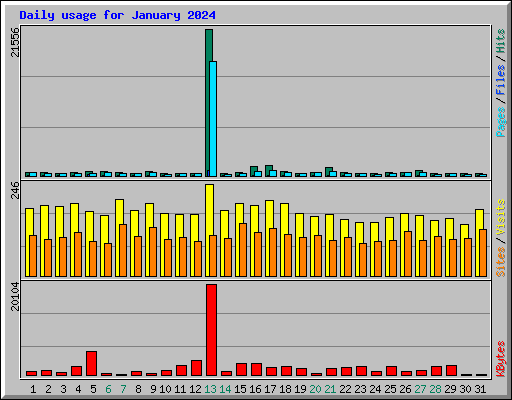 Daily usage for January 2024
21556
Pages / Files / Hits
246
Sites / Visits
20104
KBytes
1 2 3 4 5 6 7 8 9 10 11 12 13 14 15 16 17 18 19 20 21 22 23 24 25 26 27 28 29 30 31